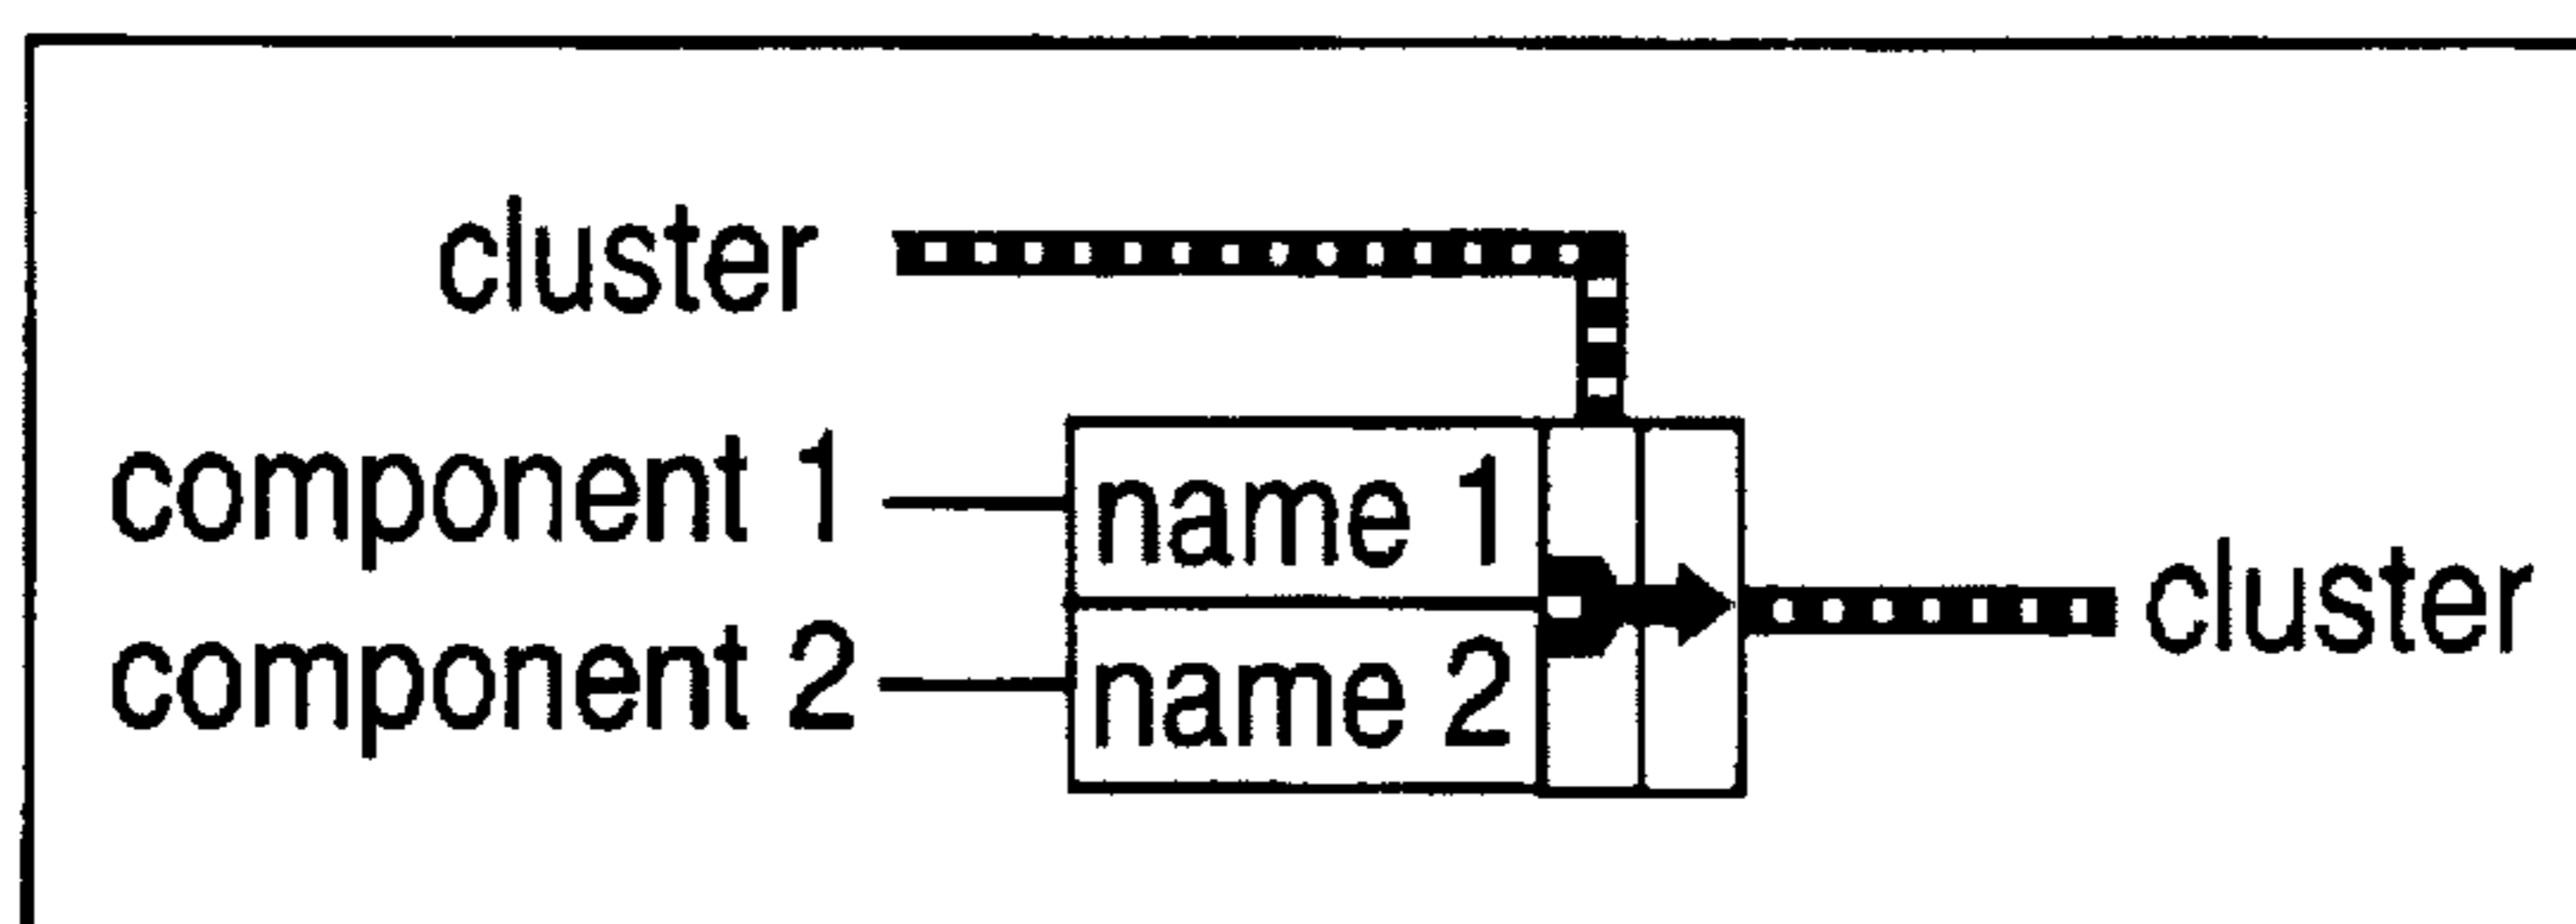 cluster
component 1
name 1
component 2
name 2
cluster